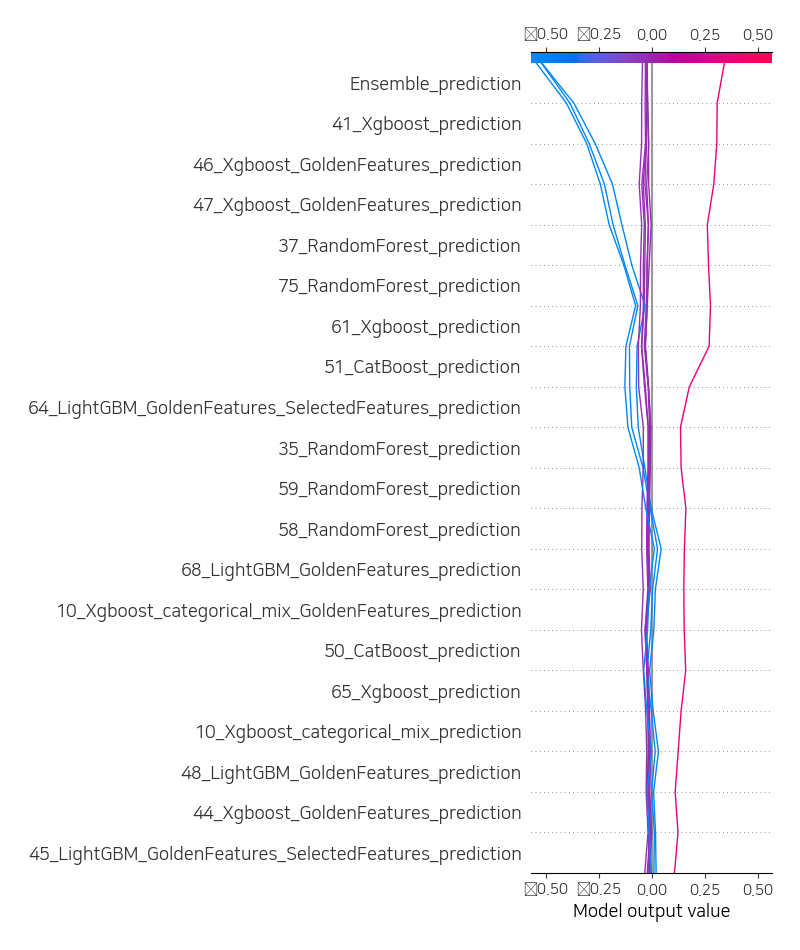 ▯0.50 ▯0.25 0.00 0.25 0.50
Ensemble_prediction
41_Xgboost_prediction
46_Xgboost_GoldenFeatures_prediction
47_Xgboost_GoldenFeatures_prediction
37_RandomForest_prediction
75_RandomForest_prediction
61_Xgboost_prediction
51_CatBoost_prediction
64_LightGBM_GoldenFeatures_SelectedFeatures_prediction
35_RandomForest_prediction
59_RandomForest_prediction
58_RandomForest_prediction
68_LightGBM_GoldenFeatures_prediction
10_Xgboost_categorical_mix_GoldenFeatures_prediction
50_CatBoost_prediction
65_Xgboost_prediction
10_Xgboost_categorical_mix_prediction
48_LightGBM_GoldenFeatures_prediction
44_Xgboost_GoldenFeatures_prediction
45_LightGBM_GoldenFeatures_SelectedFeatures_prediction
▯0.50 ▯0.25 0.00 0.25 0.50
Model output value